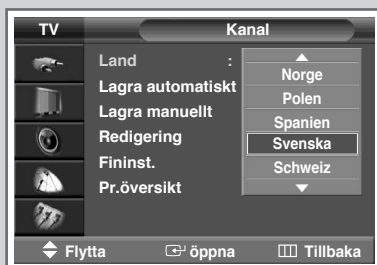 TV Kanal
Land :
Lagra automatiskt
Lagra manuellt
Redigering
Fininst.
Pr.översikt
Norge
Polen
Spanien
Svenska
Schweiz
Flytta öppna Tillbaka